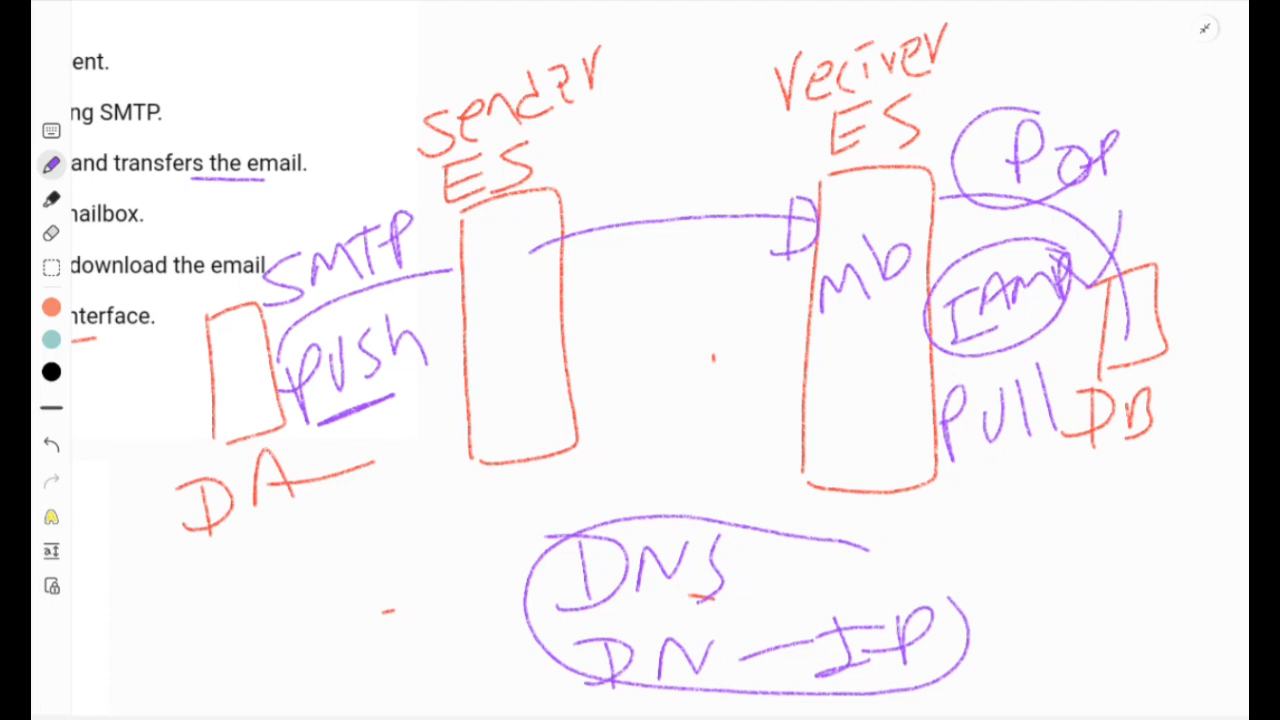 ent.
ng SMTP.
and transfers the email.
nailbox.
download the email
nterface.
sender
ES
reciver
ES
POP
SMTP
PUSH
D
Mb
IAMP
PUll
DA
DB
DNS
DN — IP